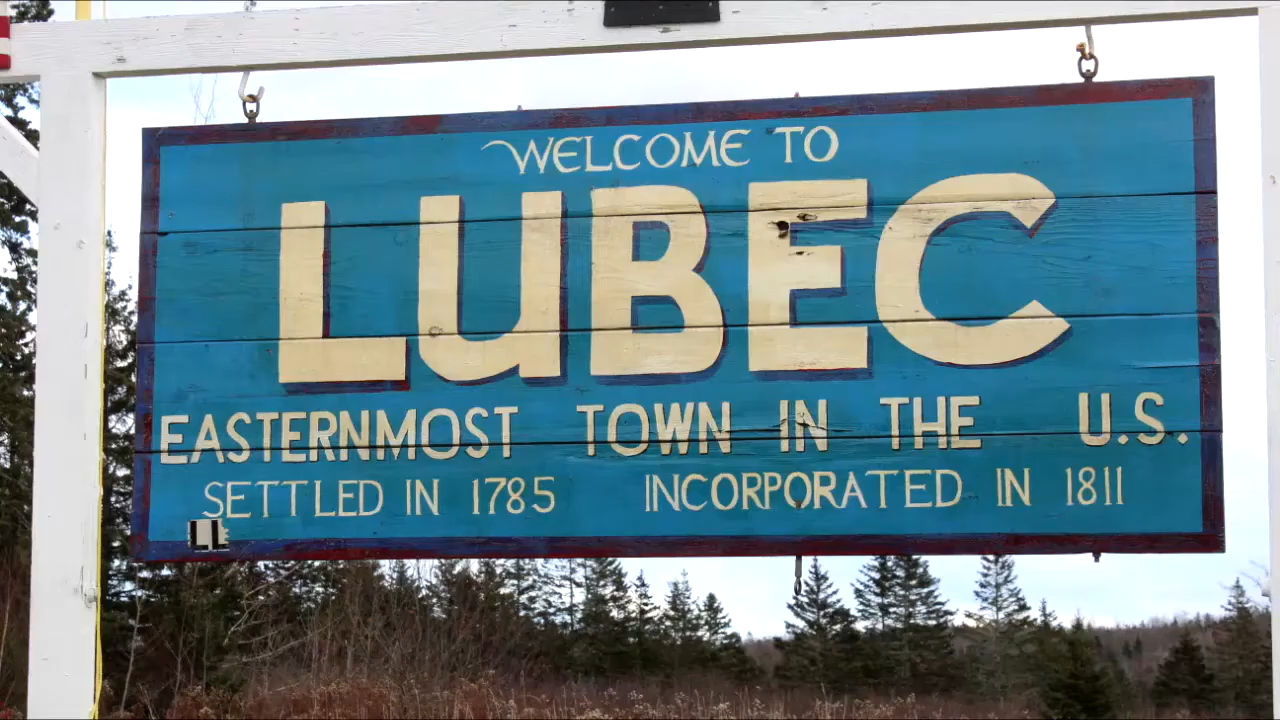 WELCOME TO
LUBEC
EASTERNMOST TOWN IN THE U.S.
SETTLED IN 1785 INCORPORATED IN 1811